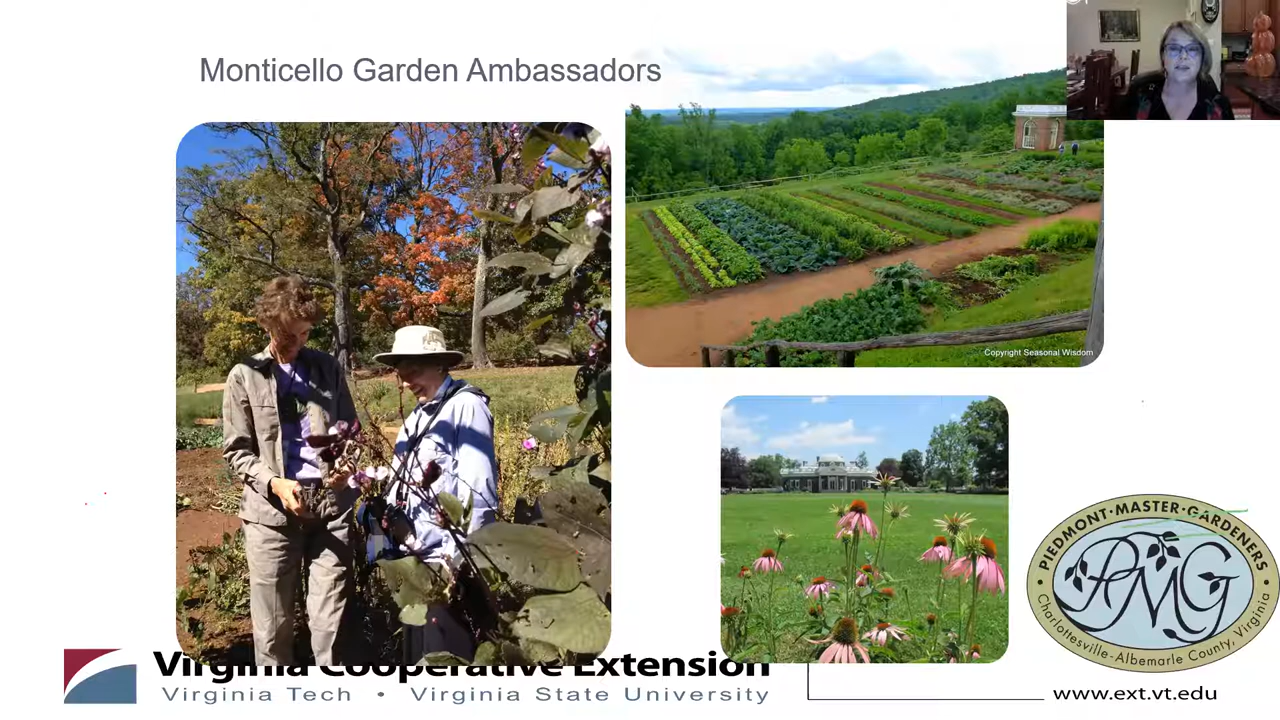 Monticello Garden Ambassadors
Copyright Seasonal Wisdom
PIEDMONT·MASTER·GARDENERS
PMG
Charlottesville-Albemarle County, Virginia
Virginia Cooperative Extension
Virginia Tech • Virginia State University
www.ext.vt.edu